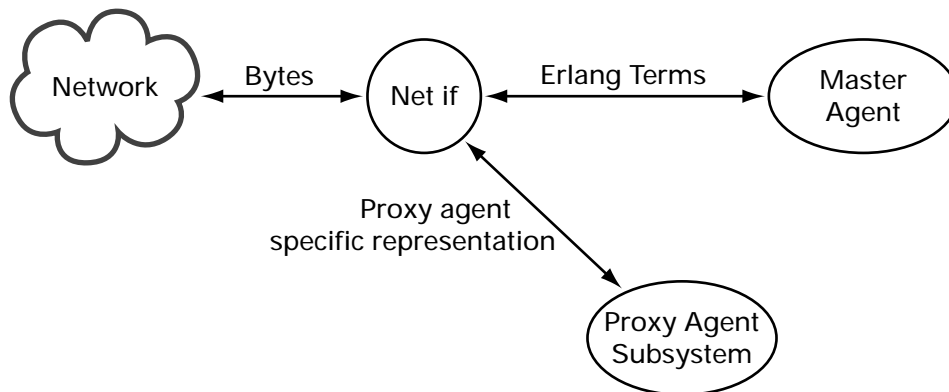 Network
Bytes
Net if
Erlang Terms
Master
Agent
Proxy agent
specific representation
Proxy Agent
Subsystem